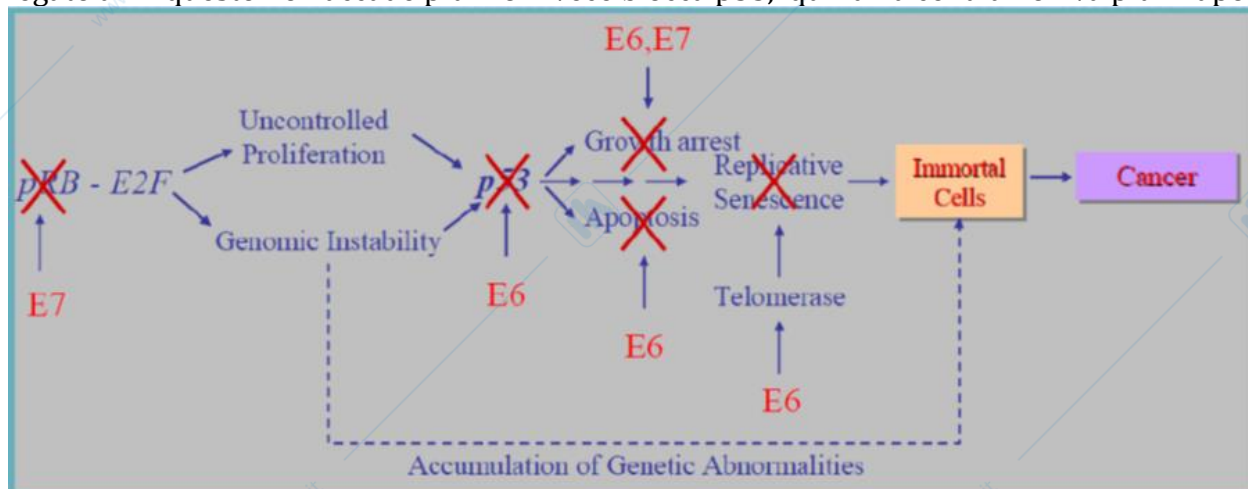 E6,E7
Uncontrolled
Proliferation
Growth arrest
pRB - E2F
p53
Replicative
Senescence
Immortal
Cells
Cancer
Apoptosis
Genomic Instability
E7
E6
Telomerase
E6
E6
Accumulation of Genetic Abnormalities